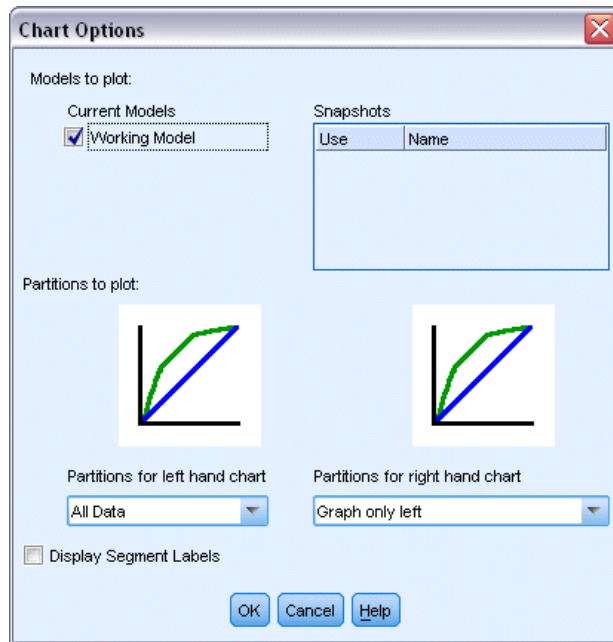 Chart Options
Models to plot:
Current Models
Working Model
Snapshots
Use Name
Partitions to plot:
Partitions for left hand chart
All Data
Partitions for right hand chart
Graph only left
Display Segment Labels
OK Cancel Help